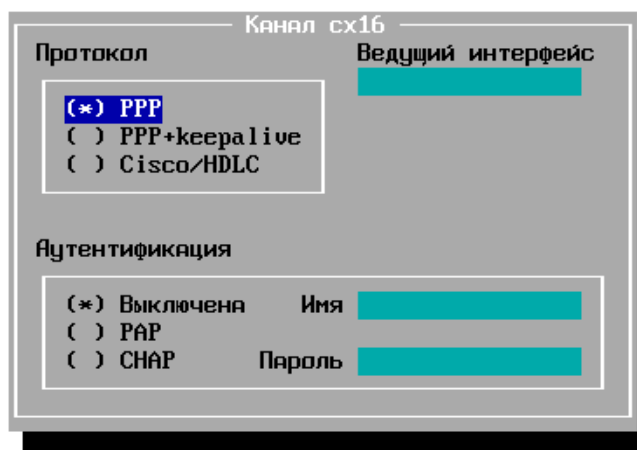 Канал cx16
Протокол
Ведущий интерфейс
(*) PPP
( ) PPP+keepalive
( ) Cisco/HDLC
Аутентификация
(*) Выключена
Имя
( ) PAP
( ) CHAP
Пароль